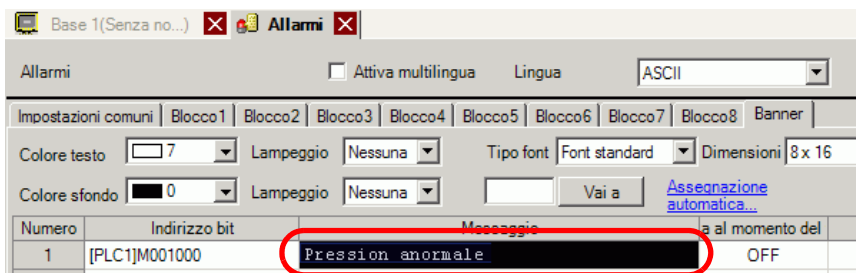 Base 1(Senza no...) Allarmi
Allarmi Attiva multilingua Lingua ASCII
Impostazioni comuni Blocco1 Blocco2 Blocco3 Blocco4 Blocco5 Blocco6 Blocco7 Blocco8 Banner
Colore testo 7 Lampeggio Nessuna Tipo font Font standard Dimensioni 8 x 16
Colore sfondo 0 Lampeggio Nessuna Vai a Assegnazione
automatica...
Numero Indirizzo bit Messaggio a al momento del
1 [PLC1]M001000 Pression anormale OFF